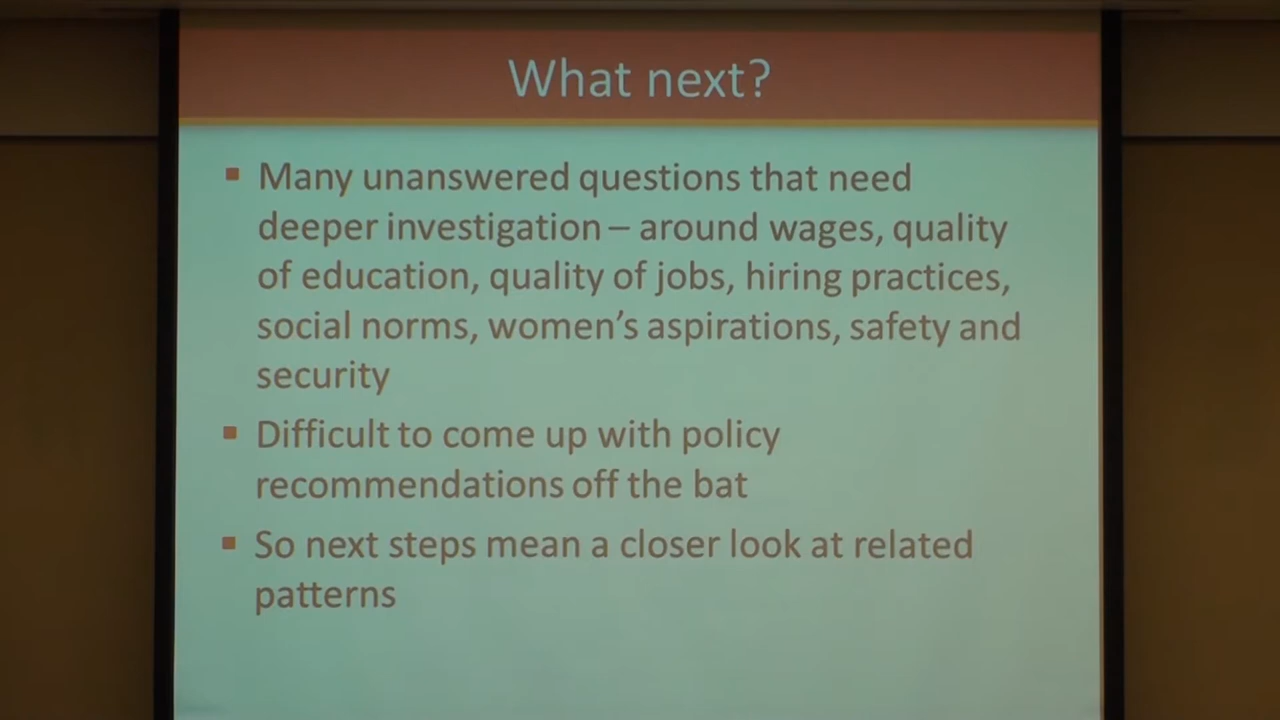 What next?
▪ Many unanswered questions that need
deeper investigation – around wages, quality
of education, quality of jobs, hiring practices,
social norms, women’s aspirations, safety and
security
▪ Difficult to come up with policy
recommendations off the bat
▪ So next steps mean a closer look at related
patterns